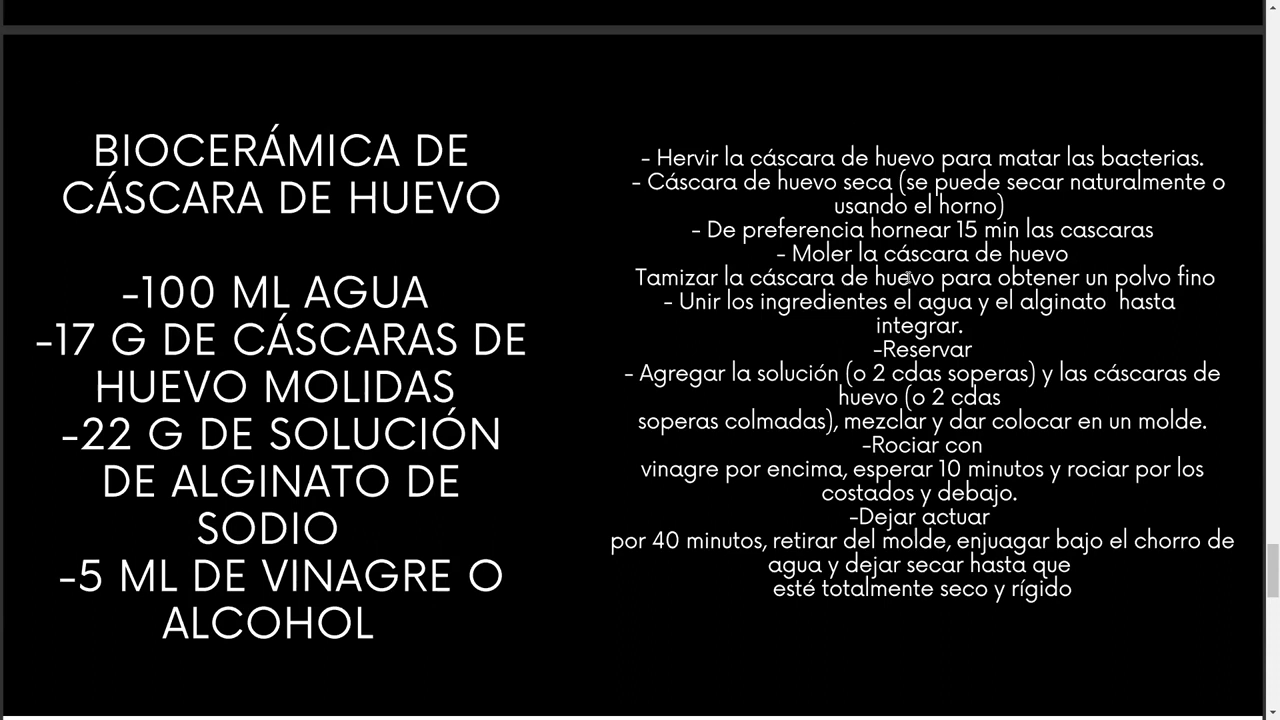 BIOCERÁMICA DE
CÁSCARA DE HUEVO
-100 ML AGUA
-17 G DE CÁSCARAS DE
HUEVO MOLIDAS
-22 G DE SOLUCIÓN
DE ALGINATO DE
SODIO
-5 ML DE VINAGRE O
ALCOHOL
- Hervir la cáscara de huevo para matar las bacterias.
- Cáscara de huevo seca (se puede secar naturalmente o
usando el horno)
- De preferencia hornear 15 min las cascaras
- Moler la cáscara de huevo
Tamizar la cáscara de huevo para obtener un polvo fino
- Unir los ingredientes el agua y el alginato hasta
integrar.
-Reservar
- Agregar la solución (o 2 cdas soperas) y las cáscaras de
huevo (o 2 cdas
soperas colmadas), mezclar y dar colocar en un molde.
-Rociar con
vinagre por encima, esperar 10 minutos y rociar por los
costados y debajo.
-Dejar actuar
por 40 minutos, retirar del molde, enjuagar bajo el chorro de
agua y dejar secar hasta que
esté totalmente seco y rígido